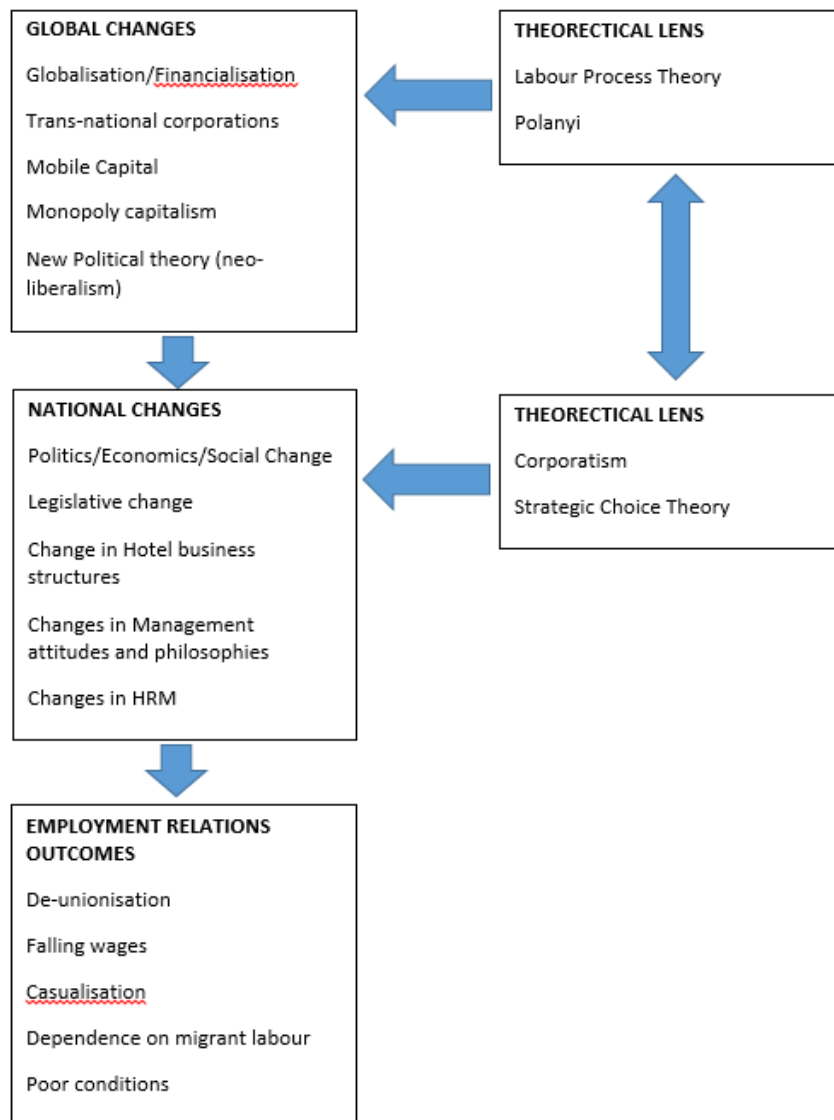 GLOBAL CHANGES
Globalisation/Financialisation
Trans-national corporations
Mobile Capital
Monopoly capitalism
New Political theory (neo-
liberalism)
THEORECTICAL LENS
Labour Process Theory
Polanyi
NATIONAL CHANGES
Politics/Economics/Social Change
Legislative change
Change in Hotel business
structures
Changes in Management
attitudes and philosophies
Changes in HRM
THEORECTICAL LENS
Corporatism
Strategic Choice Theory
EMPLOYMENT RELATIONS
OUTCOMES
De-unionisation
Falling wages
Casualisation
Dependence on migrant labour
Poor conditions